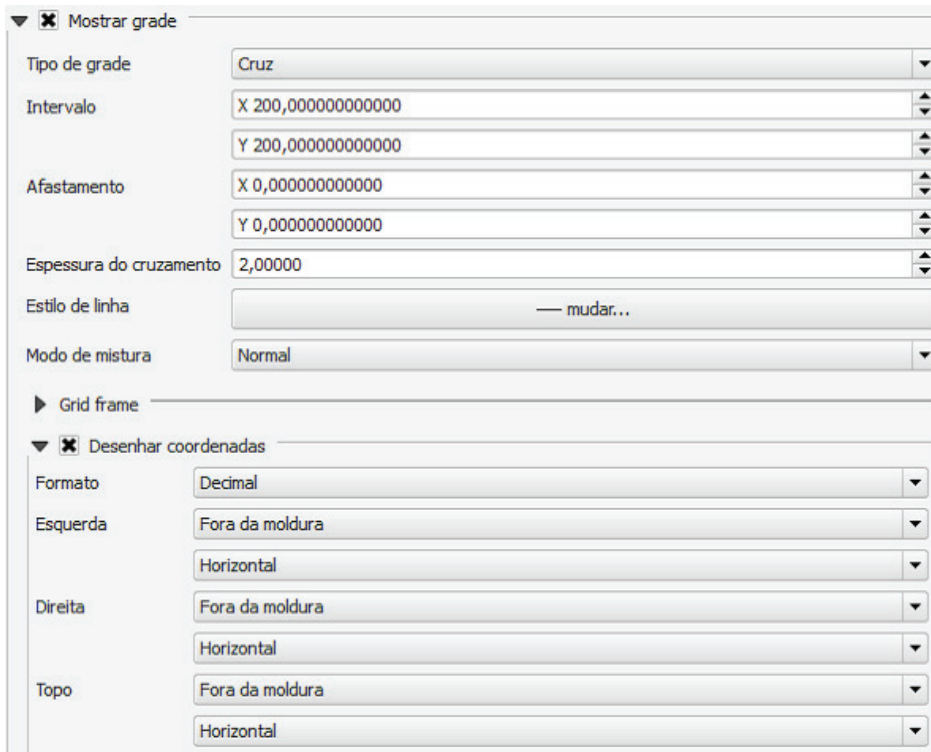 Mostrar grade
Tipo de grade Cruz
Intervalo X 200,000000000000
Y 200,000000000000
Afastamento X 0,000000000000
Y 0,000000000000
Espessura do cruzamento 2,00000
Estilo de linha mudar...
Modo de mistura Normal
Grid frame
Desenhar coordenadas
Formato Decimal
Esquerda Fora da moldura
Horizontal
Direita Fora da moldura
Horizontal
Topo Fora da moldura
Horizontal